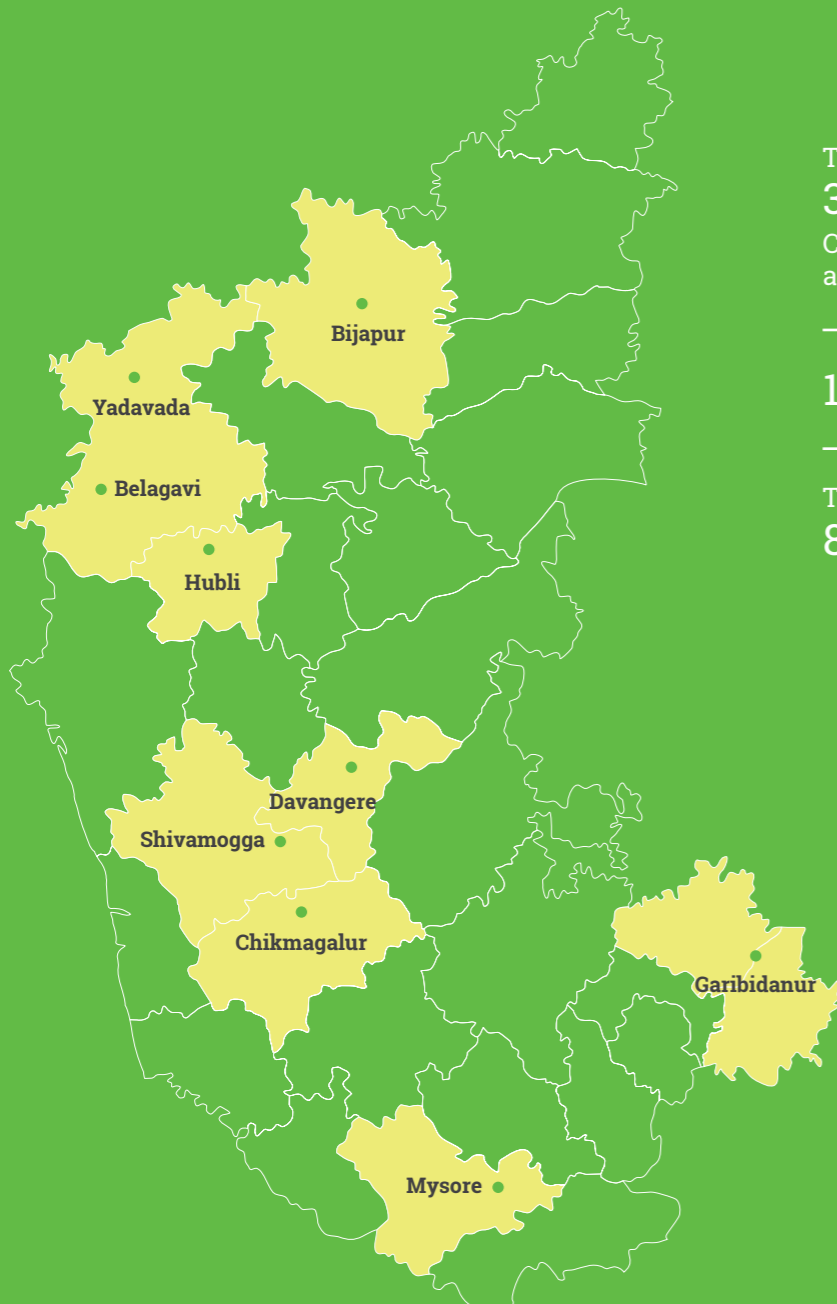 Bijapur
Yadavada
Belagavi
Hubli
Davangere
Shivamogga
Chikmagalur
Garibidanur
Mysore